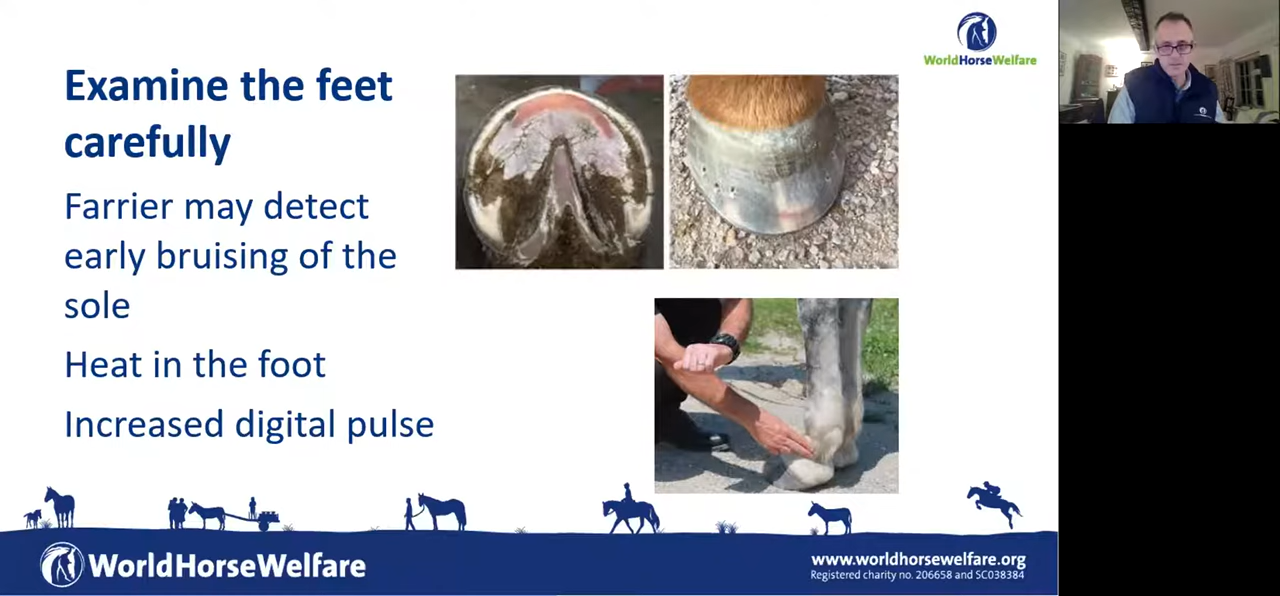 WorldHorseWelfare
Examine the feet
carefully
Farrier may detect
early bruising of the
sole
Heat in the foot
Increased digital pulse
WorldHorseWelfare
www.worldhorsewelfare.org
Registered charity no. 206658 and SC038384